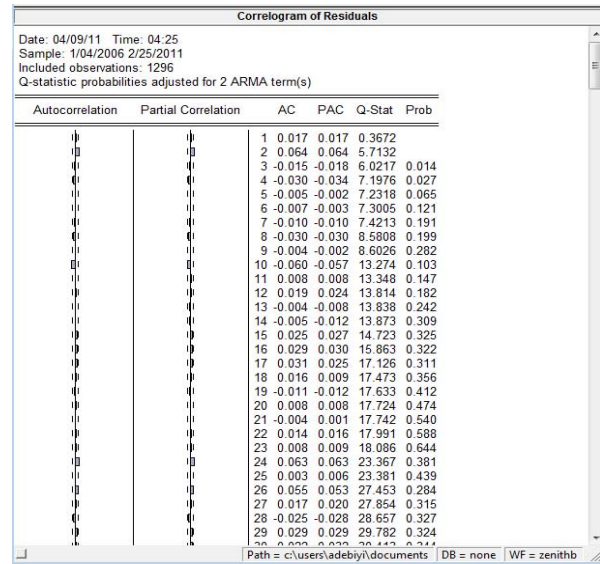 Correlogram of Residuals
Date: 04/09/11 Time: 04:25
Sample: 1/04/2006 2/25/2011
Included observations: 1296
Q-statistic probabilities adjusted for 2 ARMA term(s)
Autocorrelation Partial Correlation AC PAC Q-Stat Prob
1 0.017 0.017 0.3672
2 0.064 0.064 5.7132
3 -0.015 -0.018 6.0217 0.014
4 -0.030 -0.034 7.1976 0.027
5 -0.005 -0.002 7.2318 0.065
6 -0.007 -0.003 7.3005 0.121
7 -0.010 -0.010 7.4213 0.191
8 -0.030 -0.030 8.5808 0.199
9 -0.004 -0.002 8.6026 0.282
10 -0.060 -0.057 13.274 0.103
11 0.008 0.008 13.348 0.147
12 0.019 0.024 13.814 0.182
13 -0.004 -0.008 13.838 0.242
14 -0.005 -0.012 13.873 0.309
15 0.025 0.027 14.723 0.325
16 0.029 0.030 15.863 0.322
17 0.031 0.025 17.126 0.311
18 0.016 0.009 17.473 0.356
19 -0.011 -0.012 17.633 0.412
20 0.008 0.008 17.724 0.474
21 -0.004 0.001 17.742 0.540
22 0.014 0.016 17.991 0.588
23 0.008 0.009 18.086 0.644
24 0.063 0.063 23.367 0.381
25 0.003 0.006 23.381 0.439
26 0.055 0.053 27.453 0.284
27 0.017 0.020 27.854 0.315
28 -0.025 -0.028 28.657 0.327
29 0.029 0.029 29.782 0.324
Path = c:\users\adebiyi\documents DB = none WF = zenithb